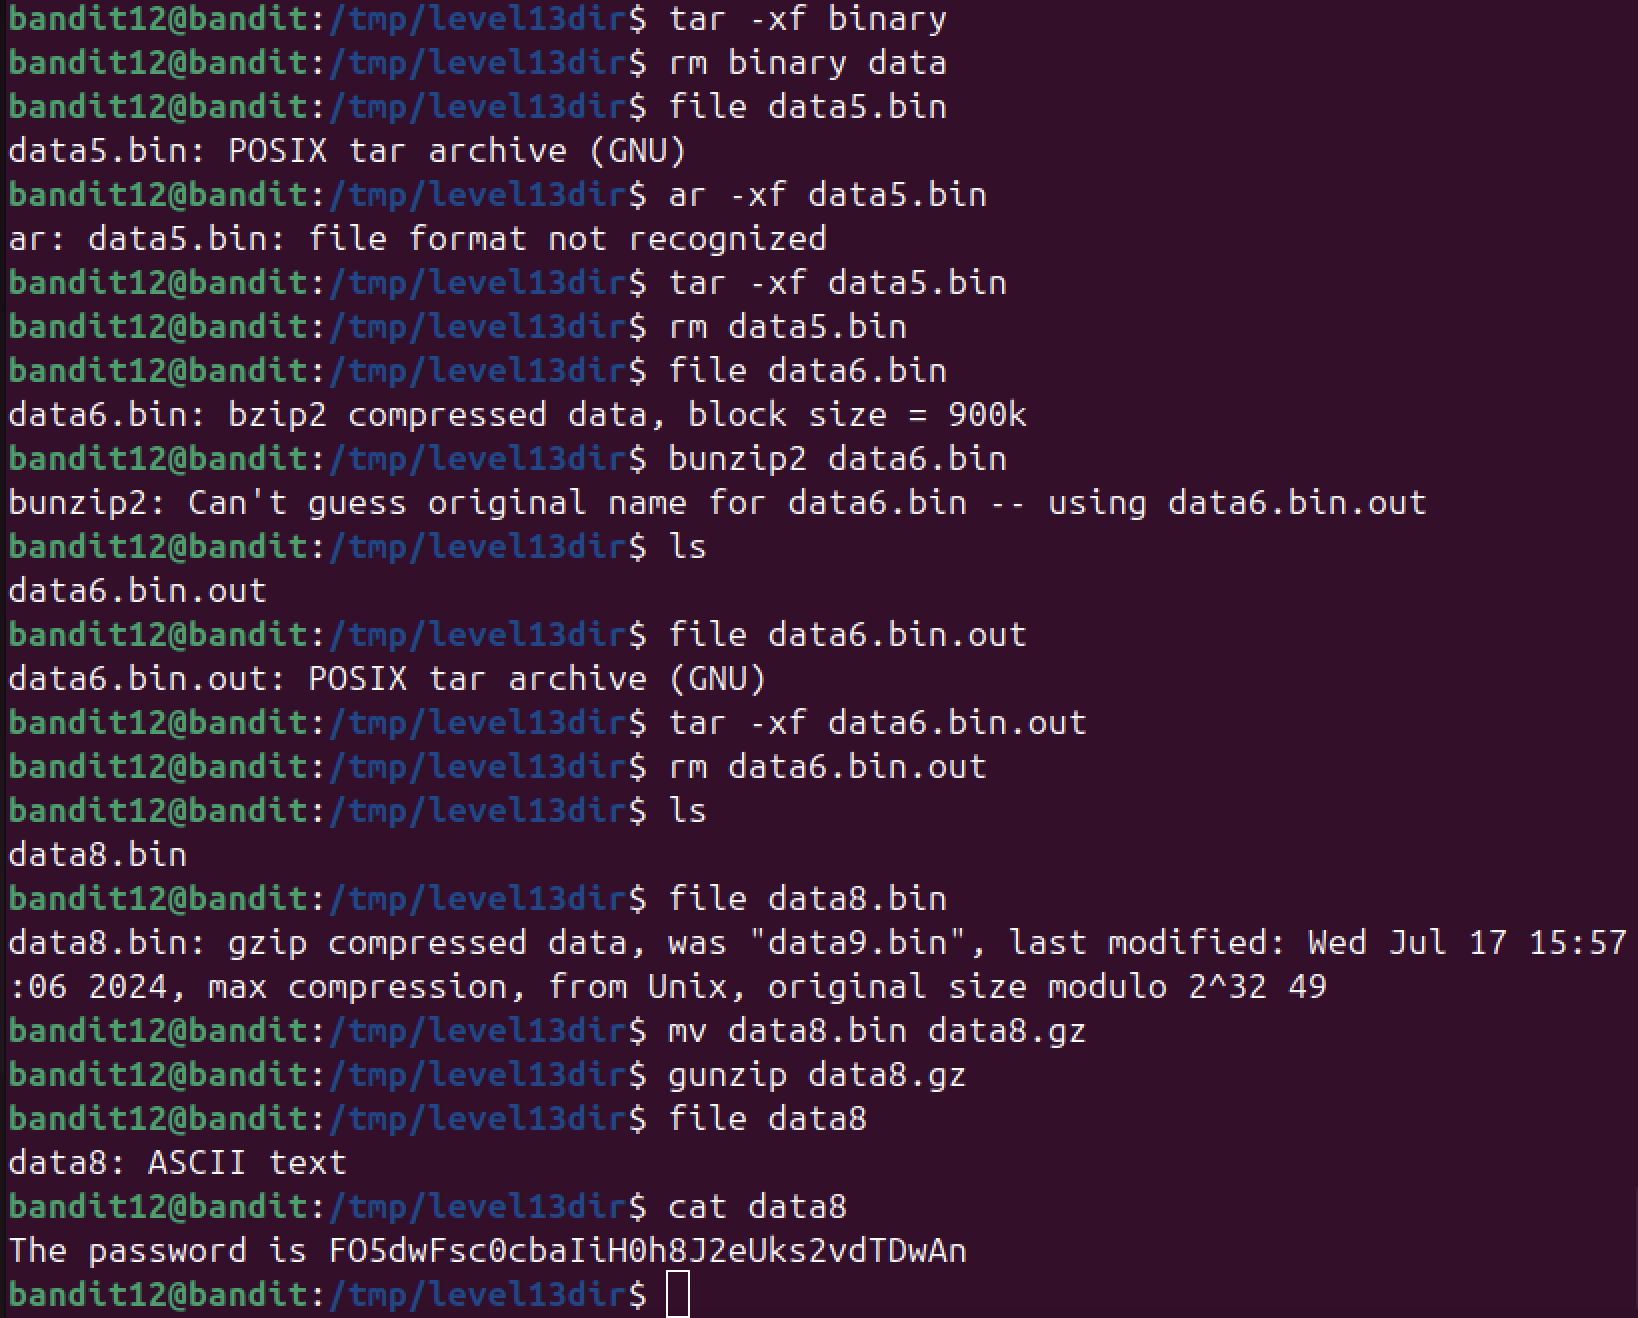 bandit12@bandit:/tmp/level13dir$ tar -xf binary
bandit12@bandit:/tmp/level13dir$ rm binary data
bandit12@bandit:/tmp/level13dir$ file data5.bin
data5.bin: POSIX tar archive (GNU)
bandit12@bandit:/tmp/level13dir$ ar -xf data5.bin
ar: data5.bin: file format not recognized
bandit12@bandit:/tmp/level13dir$ tar -xf data5.bin
bandit12@bandit:/tmp/level13dir$ rm data5.bin
bandit12@bandit:/tmp/level13dir$ file data6.bin
data6.bin: bzip2 compressed data, block size = 900k
bandit12@bandit:/tmp/level13dir$ bunzip2 data6.bin
bunzip2: Can't guess original name for data6.bin -- using data6.bin.out
bandit12@bandit:/tmp/level13dir$ ls
data6.bin.out
bandit12@bandit:/tmp/level13dir$ file data6.bin.out
data6.bin.out: POSIX tar archive (GNU)
bandit12@bandit:/tmp/level13dir$ tar -xf data6.bin.out
bandit12@bandit:/tmp/level13dir$ rm data6.bin.out
bandit12@bandit:/tmp/level13dir$ ls
data8.bin
bandit12@bandit:/tmp/level13dir$ file data8.bin
data8.bin: gzip compressed data, was "data9.bin", last modified: Wed Jul 17 15:57
:06 2024, max compression, from Unix, original size modulo 2^32 49
bandit12@bandit:/tmp/level13dir$ mv data8.bin data8.gz
bandit12@bandit:/tmp/level13dir$ gunzip data8.gz
bandit12@bandit:/tmp/level13dir$ file data8
data8: ASCII text
bandit12@bandit:/tmp/level13dir$ cat data8
The password is FO5dwFsc0cbaIiH0h8J2eUks2vdTDwAn
bandit12@bandit:/tmp/level13dir$